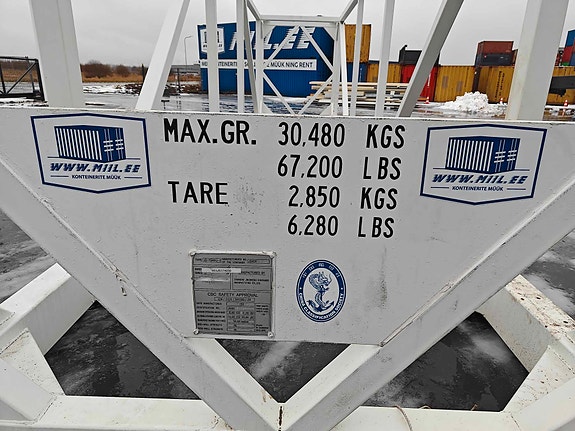 MIIL.EE
KONTEINERITE MÜÜK NING RENT
MAX.GR. 30,480 KGS
67,200 LBS
TARE 2,850 KGS
6,280 LBS
WWW.MIIL.EE
KONTEINERITE MÜÜK
WWW.MIIL.EE
KONTEINERITE MÜÜK
CSC SAFETY APPROVAL